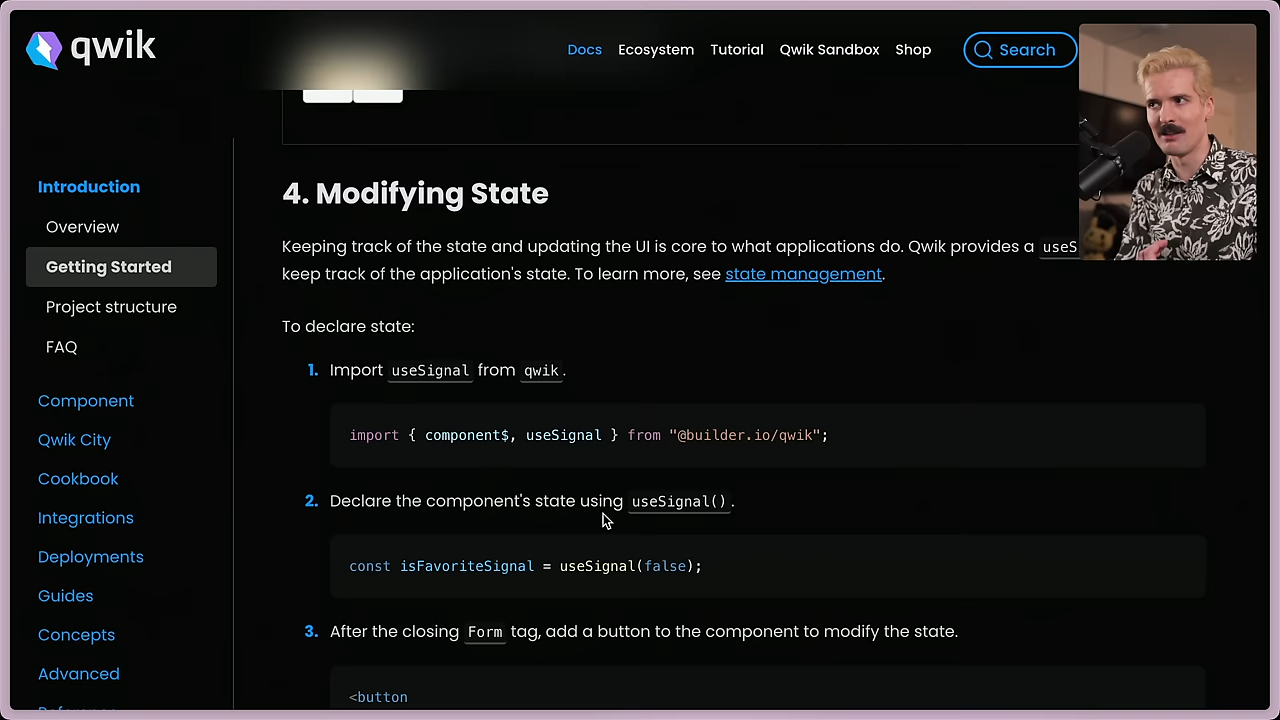 qwik
Docs Ecosystem Tutorial Qwik Sandbox Shop Search
Introduction
Overview
Getting Started
Project structure
FAQ
Component
Qwik City
Cookbook
Integrations
Deployments
Guides
Concepts
Advanced
4. Modifying State
Keeping track of the state and updating the UI is core to what applications do. Qwik provides a useS
keep track of the application's state. To learn more, see state management.
To declare state:
1. Import useSignal from qwik.
import { component$, useSignal } from "@builder.io/qwik";
2. Declare the component's state using useSignal().
const isFavoriteSignal = useSignal(false);
3. After the closing Form tag, add a button to the component to modify the state.
<button